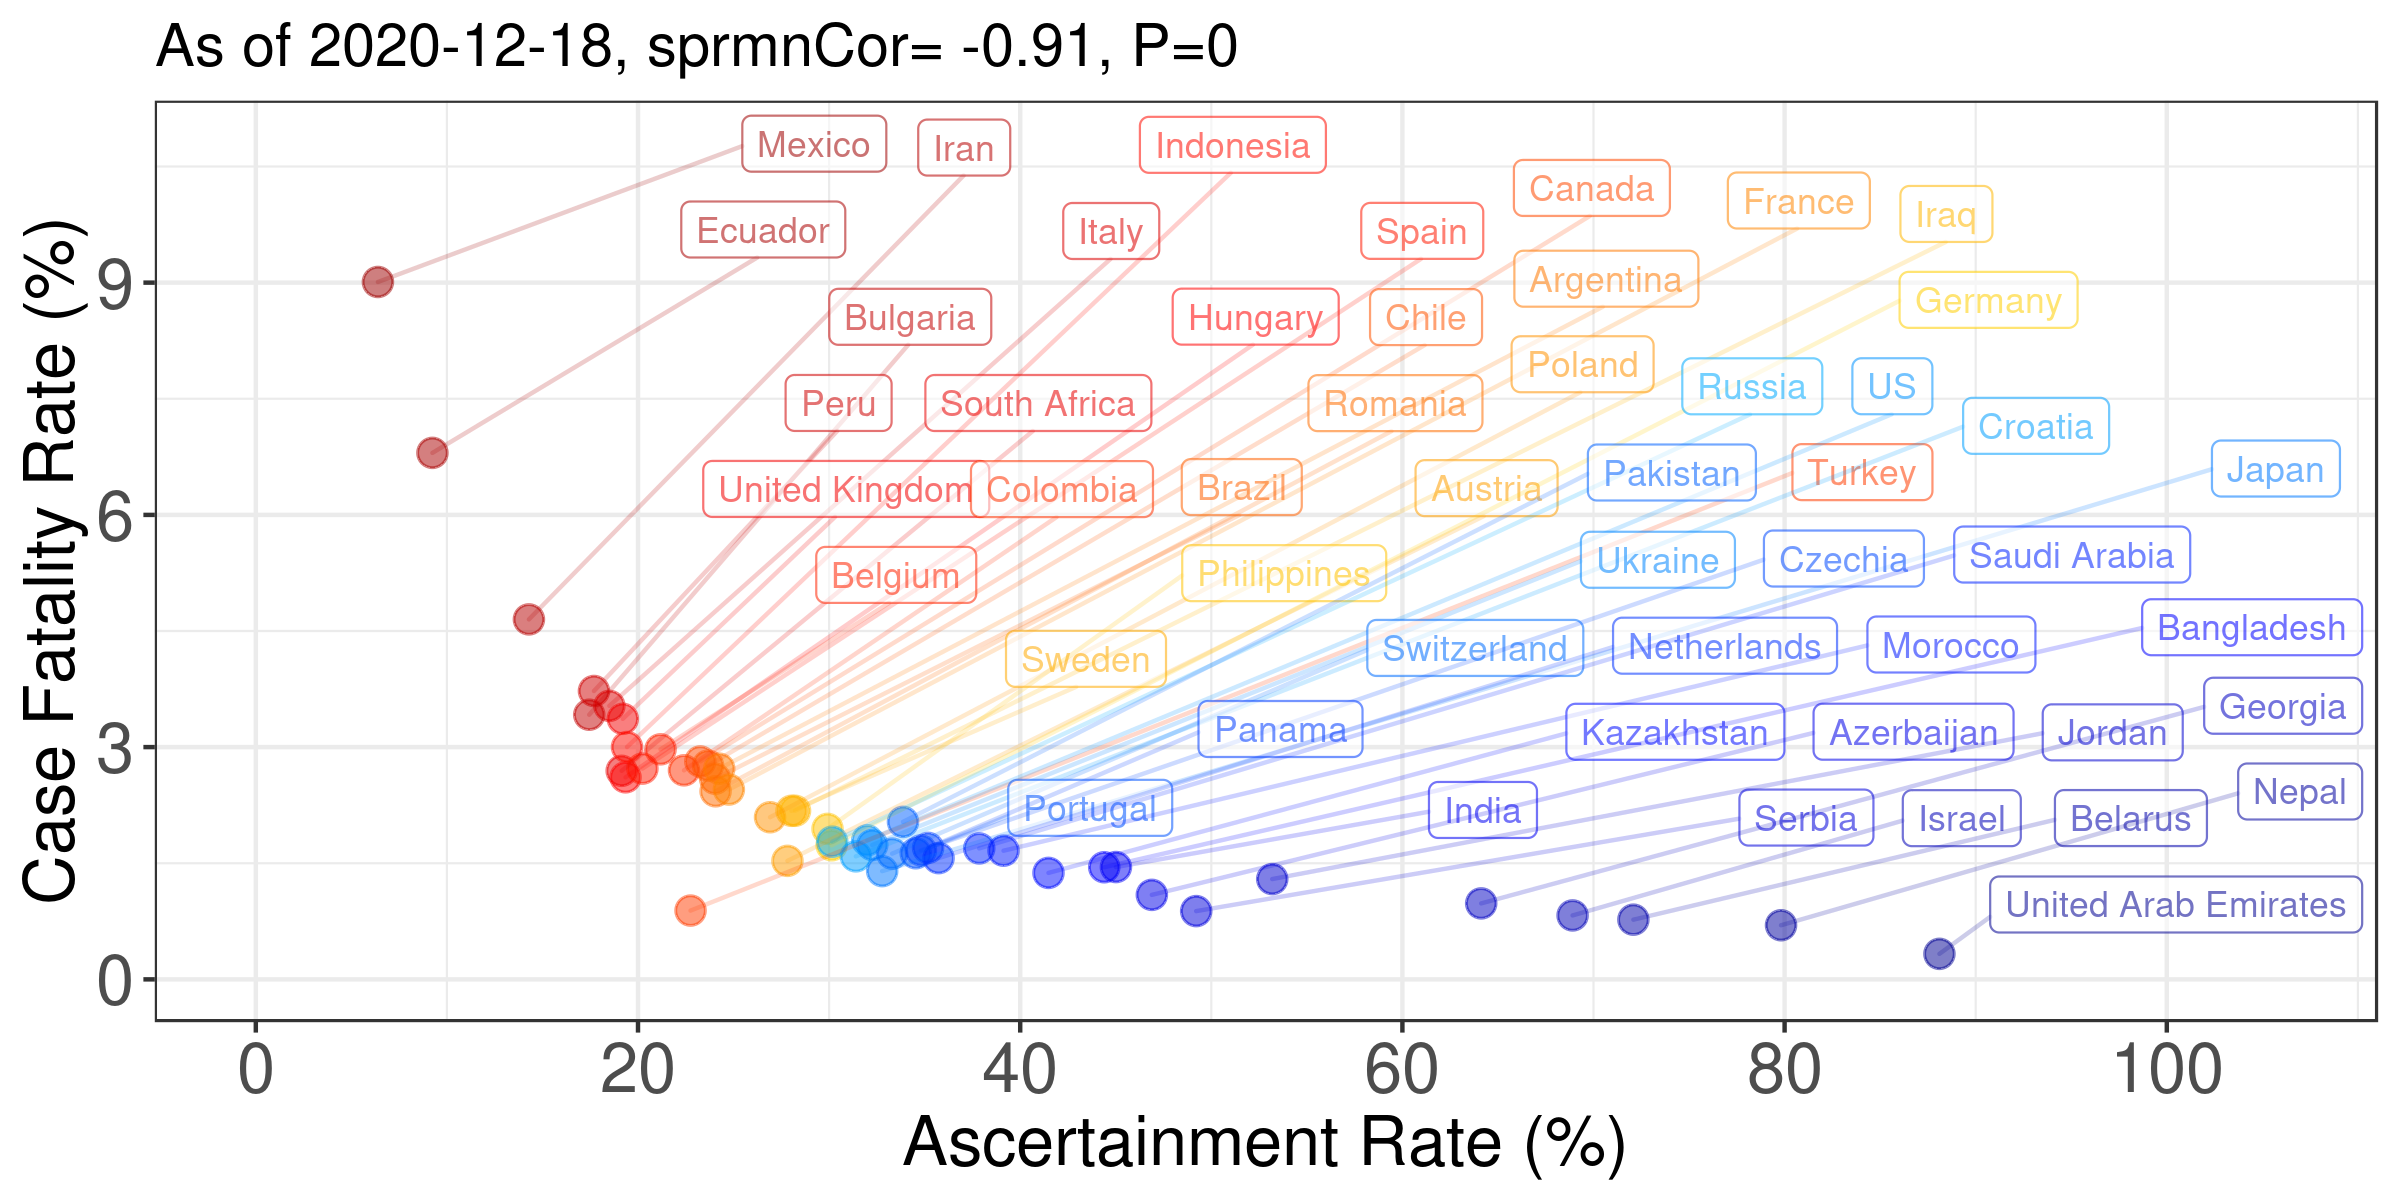 As of 2020-12-18, sprmnCor= -0.91, P=0
Case Fatality Rate (%)
9
6
3
0
Mexico
Iran
Indonesia
Canada
France
Iraq
Ecuador
Italy
Spain
Argentina
Germany
Bulgaria
Hungary
Chile
Poland
Russia
US
Croatia
Peru
South Africa
Romania
Pakistan
Turkey
Japan
United Kingdom
Colombia
Brazil
Austria
Ukraine
Czechia
Saudi Arabia
Belgium
Philippines
Bangladesh
Sweden
Switzerland
Netherlands
Morocco
Georgia
Panama
Kazakhstan
Azerbaijan
Jordan
Nepal
Portugal
India
Serbia
Israel
Belarus
United Arab Emirates
0
20
40
60
80
100
Ascertainment Rate (%)